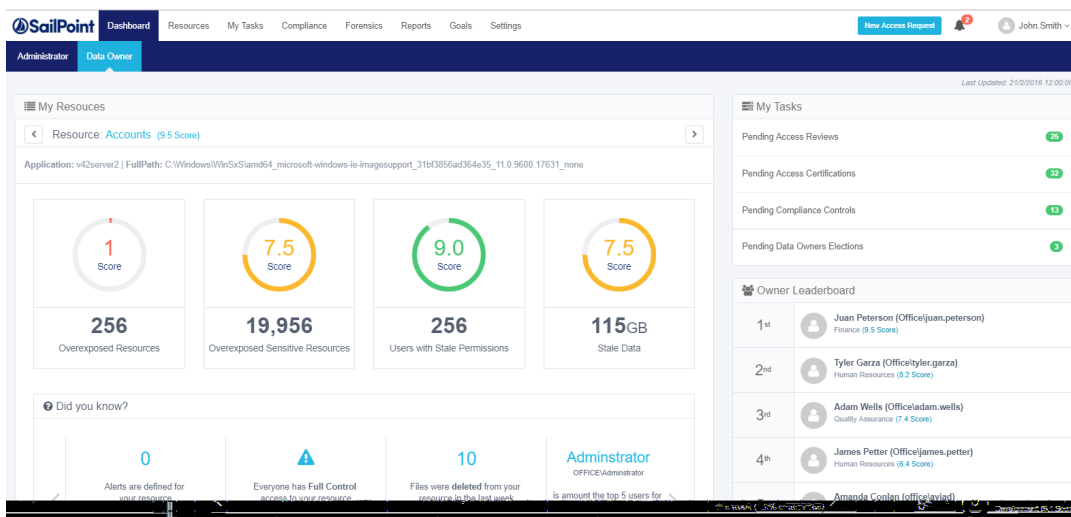 SailPoint Dashboard Resources My Tasks Compliance Forensics Reports Goals Settings New Access Request 2 John.Smith
Administrator Data Owner
Last Updated: 21/2/2016 12:00:00
My Resouces
Resource: Accounts (9.5 Score)
Application: v42server2 | FullPath: C:\Windows\WinSxS\amd64_microsoft-windows-ie-imagesupport_31bf3856ad364e35_11.0.9600.17631_none
1
Score
256
Overexposed Resources
7.5
Score
19,956
Overexposed Sensitive Resources
9.0
Score
256
Users with Stale Permissions
7.5
Score
115GB
Stale Data
Did you know?
0
Alerts are defined for
your resource
Everyone has Full Control
access to your resource
10
Files were deleted from your
resource in the last week
Adminstrator
OFFICE\Adminstrator
is amount the top 5 users for
My Tasks
Pending Access Reviews 25
Pending Access Certifications 32
Pending Compliance Controls 13
Pending Data Owners Elections 3
Owner Leaderboard
1st
Juan Peterson (Office\juan.peterson)
Finance (9.5 Score)
2nd
Tyler Garza (Office\tyler.garza)
Human Resources (8.2 Score)
3rd
Adam Wells (Office\adam.wells)
Quality Assurance (7.4 Score)
4th
James Petter (Office\james.petter)
Human Resources (6.4 Score)
Amanda Conlan (office\aviad)